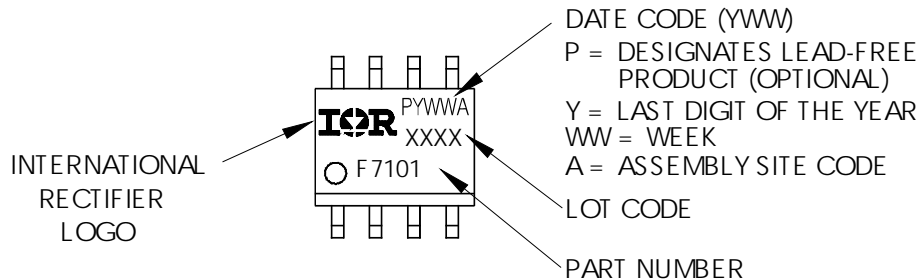 DATE CODE (YWW)
P = DESIGNATES LEAD-FREE
PRODUCT (OPTIONAL)
Y = LAST DIGIT OF THE YEAR
WW = WEEK
A = ASSEMBLY SITE CODE
LOT CODE
PART NUMBER
INTERNATIONAL
RECTIFIER
LOGO
IOR
PYWWA
XXXX
F7101